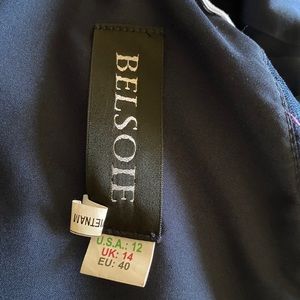 BELSOIE
VIETNAM
U.S.A.: 12
UK: 14
EU: 40